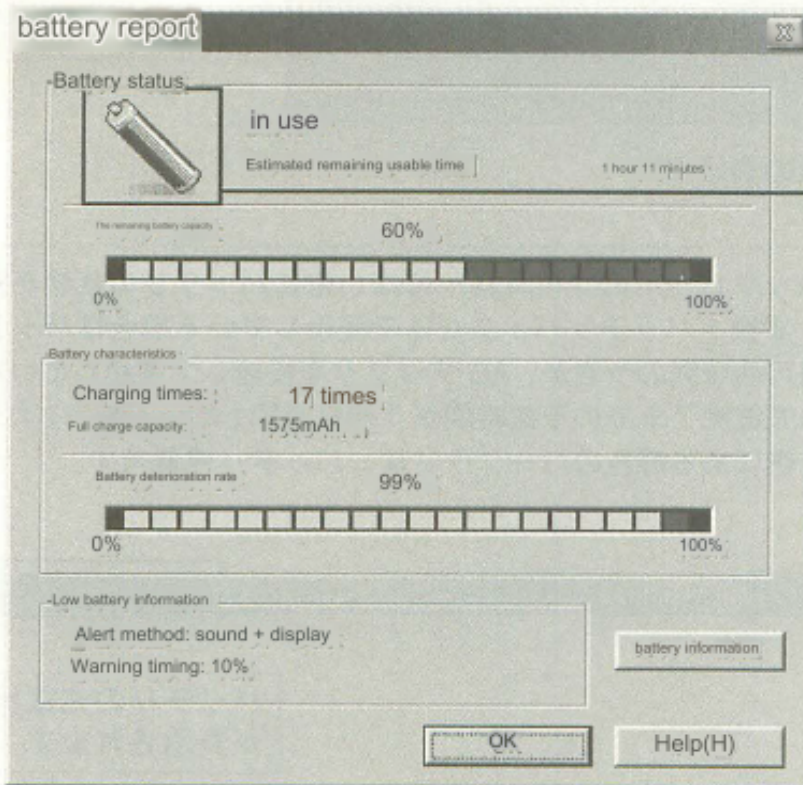 battery report
Battery status
in use
Estimated remaining usable time 1 hour 11 minutes
The remaining battery capacity 60%
0% 100%
Battery characteristics
Charging times: 17 times
Full charge capacity: 1575mAh
Battery deterioration rate 99%
0% 100%
Low battery information
Alert method: sound + display
Warning timing: 10%
battery information
OK Help(H)